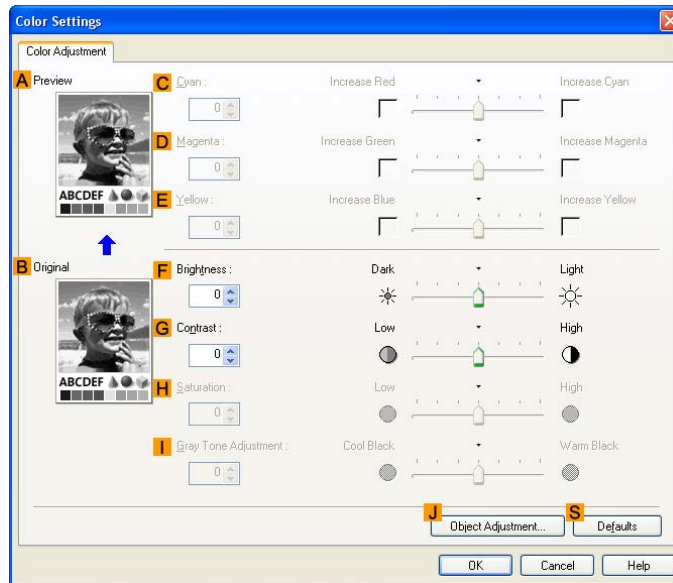 Color Settings
Color Adjustment
A Preview
ABCDEF
C Cyan :
0
Increase Red
Increase Cyan
D Magenta :
0
Increase Green
Increase Magenta
E Yellow :
0
Increase Blue
Increase Yellow
B Original
ABCDEF
F Brightness :
0
Dark
Light
G Contrast :
0
Low
High
H Saturation :
0
Low
High
I Gray Tone Adjustment :
0
Cool Black
Warm Black
J Object Adjustment...
S Defaults
OK
Cancel
Help